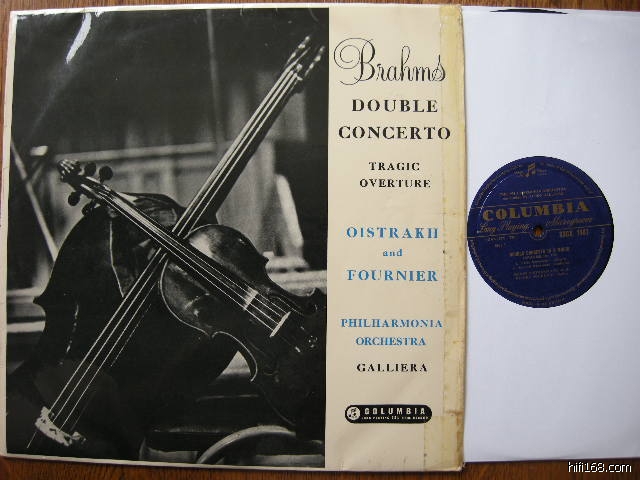 Brahms
DOUBLE
CONCERTO
TRAGIC
OVERTURE
OISTRAKH
and
FOURNIER
PHILHARMONIA
ORCHESTRA
GALLIERA
COLUMBIA
COLUMBIA
Long Playing Microgroove
hifi168.com